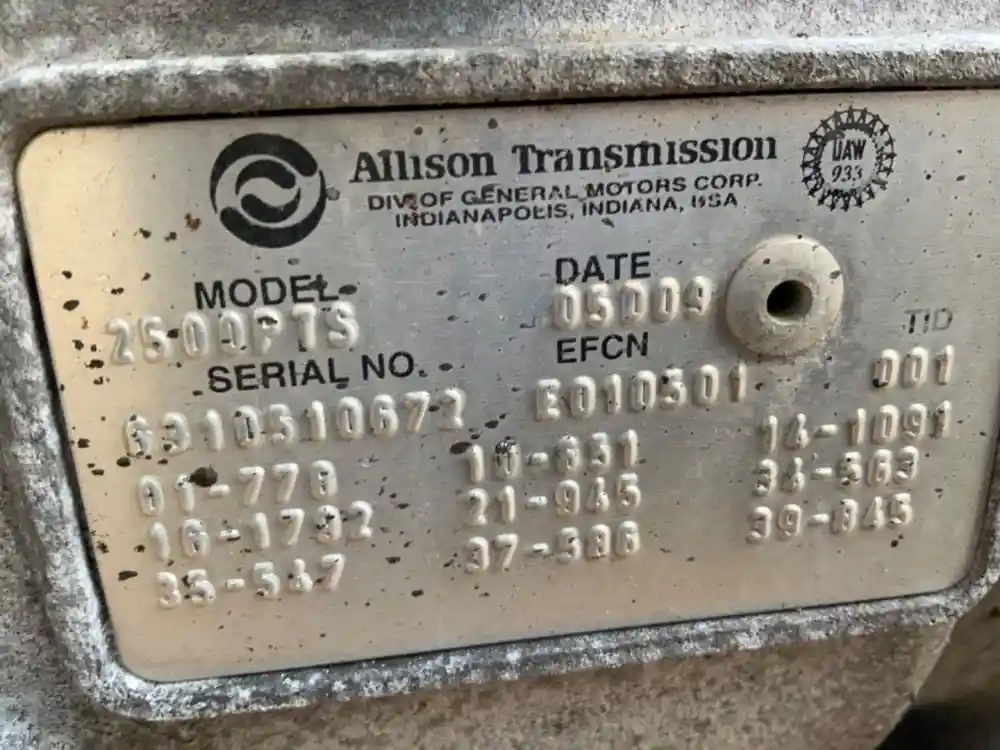 Allison Transmission
DIV. OF GENERAL MOTORS CORP.
INDIANAPOLIS, INDIANA, USA
UAW
933
MODEL
2500PTS
DATE
05D09
SERIAL NO.
6310510672
EFCN
E010501
TID
001
01-778
10-831
14-1091
16-1792
21-945
34-563
35-547
37-586
39-845